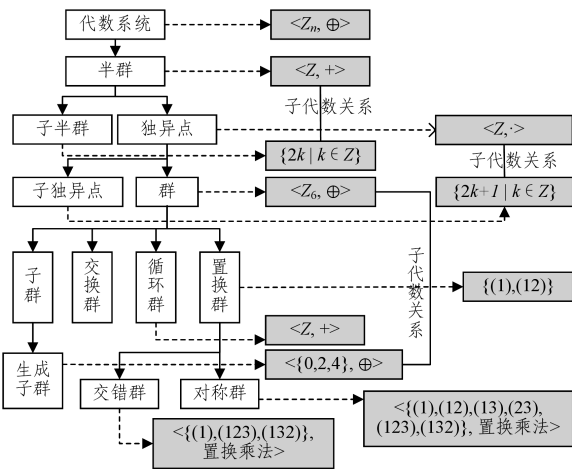 代数系统
<Zn, ⊕>
半群
<Z, +>
子代数关系
子半群
独异点
<Z, ·>
{2k | k ∈ Z}
子代数关系
子独异点
群
<Z6, ⊕>
{2k+1 | k ∈ Z}
子群
交换群
循环群
置换群
子代数关系
{(1),(12)}
<Z, +>
生成
子群
<{0,2,4}, ⊕>
交错群
对称群
<{(1),(12),(13),(23),
(123),(132)}, 置换乘法>
<{(1),(123),(132)},
置换乘法>